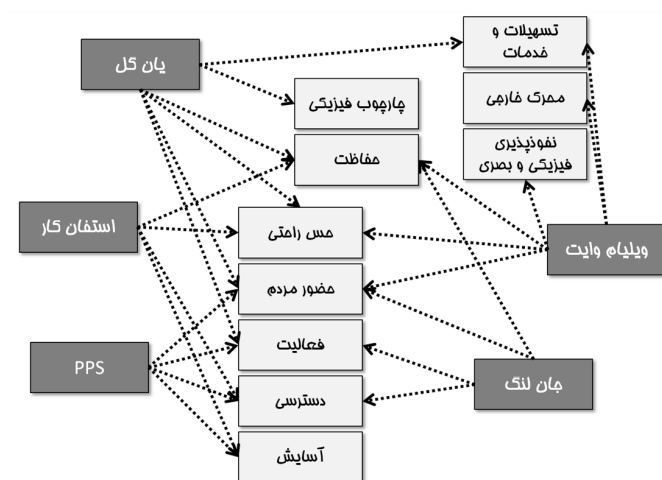 تسهیلات و
خدمات
یان گل
محرک خارجی
چارچوب فیزیکی
نفوذپذیری
فیزیکی و بصری
حفاظت
استفان کار
حس راحتی
ویلیام وایت
حضور مردم
فعالیت
PPS
جان لنگ
دسترسی
آسایش